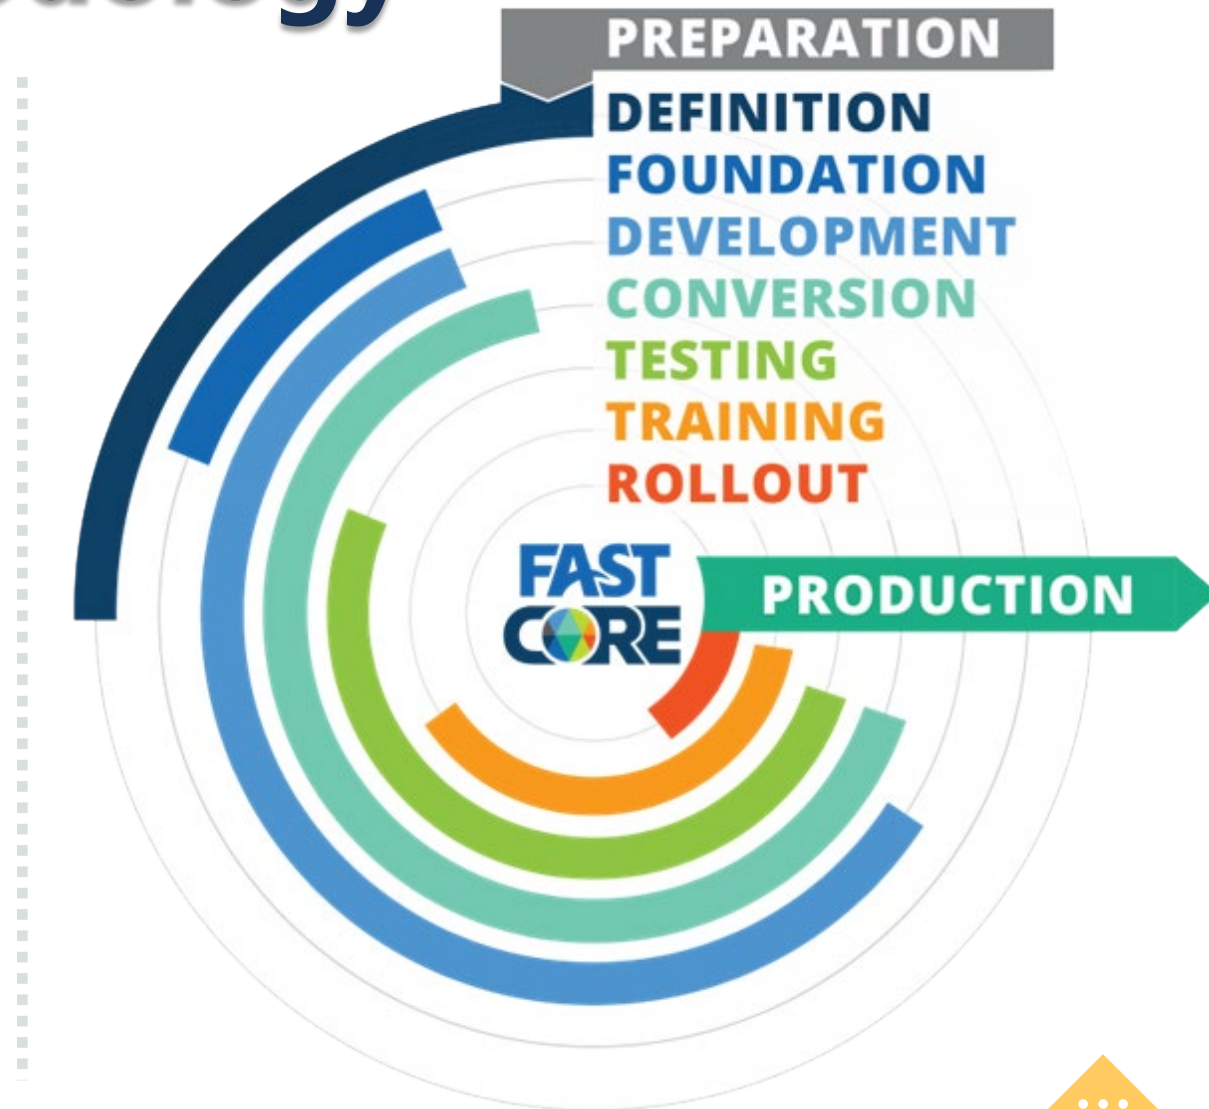 PREPARATION
DEFINITION
FOUNDATION
DEVELOPMENT
CONVERSION
TESTING
TRAINING
ROLLOUT
FAST
CORE
PRODUCTION